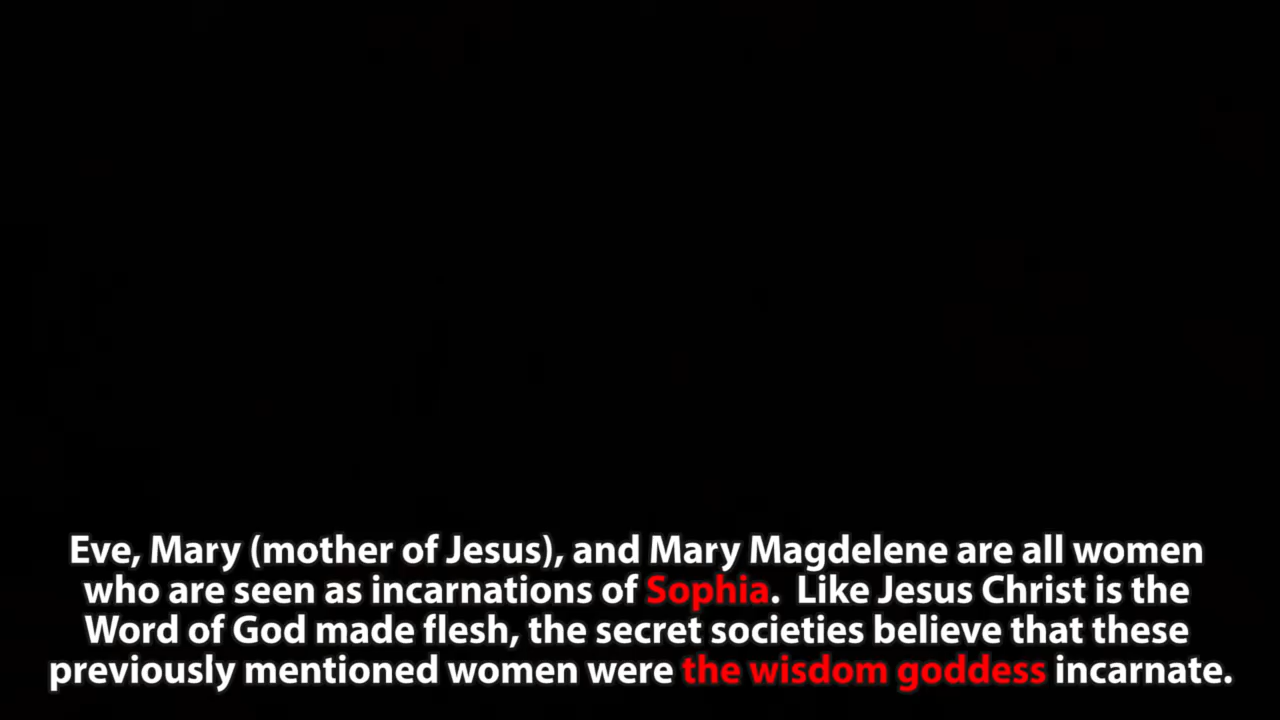 Eve, Mary (mother of Jesus), and Mary Magdelene are all women
who are seen as incarnations of Sophia.  Like Jesus Christ is the
Word of God made flesh, the secret societies believe that these
previously mentioned women were the wisdom goddess incarnate.